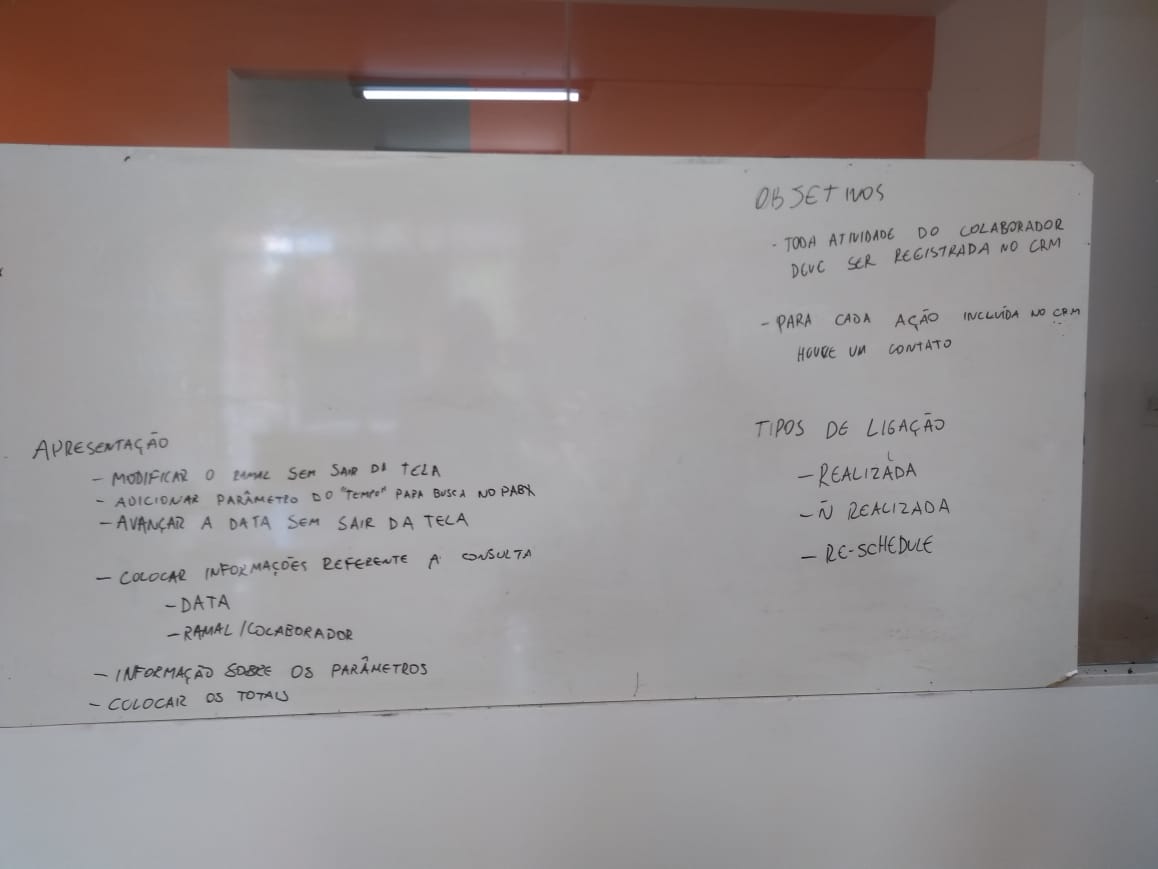 OBJETIVOS
- TODA ATIVIDADE DO COLABORADOR
DEVE SER REGISTRADA NO CRM
- PARA CADA AÇÃO INCLUÍDA NO CRM
HOUVE UM CONTATO
TIPOS DE LIGAÇÃO
- REALIZADA
- Ñ REALIZADA
- RE-SCHEDULE
APRESENTAÇÃO
- MODIFICAR O RAMAL SEM SAIR DA TELA
- ADICIONAR PARÂMETRO DO "TEMPO" PARA BUSCA NO PABX
- AVANÇAR A DATA SEM SAIR DA TELA
- COLOCAR INFORMAÇÕES REFERENTE A CONSULTA
- DATA
- RAMAL/COLABORADOR
- INFORMAÇÃO SOBRE OS PARÂMETROS
- COLOCAR OS TOTAIS